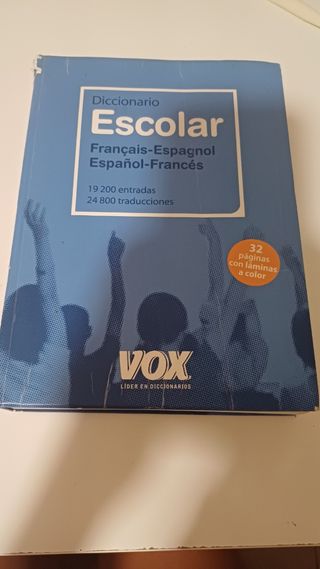 Diccionario
Escolar
Français-Espagnol
Español-Francés
19 200 entradas
24 800 traducciones
32
páginas
con láminas
a color
VOX
LÍDER EN DICCIONARIOS